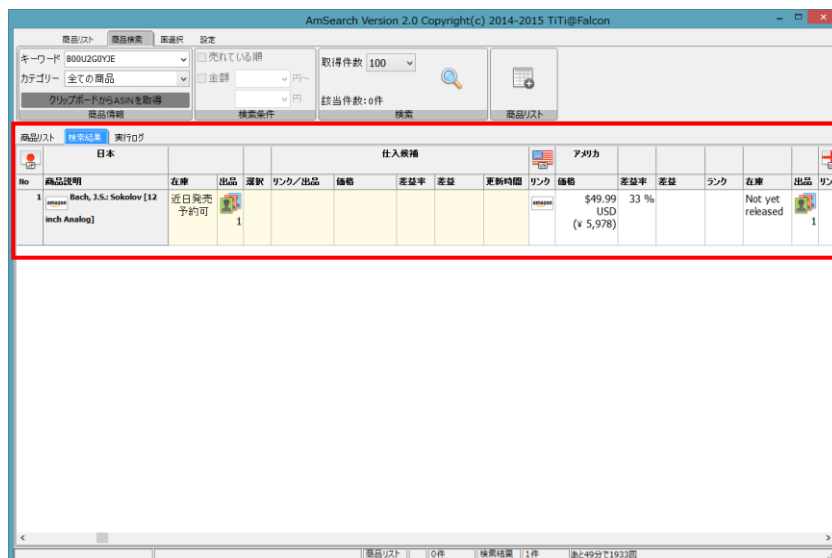 AmSearch Version 2.0 Copyright(c) 2014-2015 TiTi@Falcon
商品リスト 商品検索 国選択 設定
キーワード B00U2G0YJE
売れている順
取得件数 100
カテゴリー 全ての商品
金額 円～
円
クリップボードからASINを取得
該当件数:0件
商品情報 検索条件 検索 商品リスト
商品リスト 検索結果 実行ログ
日本 仕入候補 アメリカ
No 商品説明 在庫 出品 選択 リンク／出品 価格 差益率 差益 更新時間 リンク 価格 差益率 差益 ランク 在庫 出品
1 amazon Bach, J.S.: Sokolov [12 inch Analog] 近日発売 予約可 1 amazon $49.99 USD (¥ 5,978) 33 % Not yet released 1
商品リスト 0件 検索結果 1件 あと49分で1933回